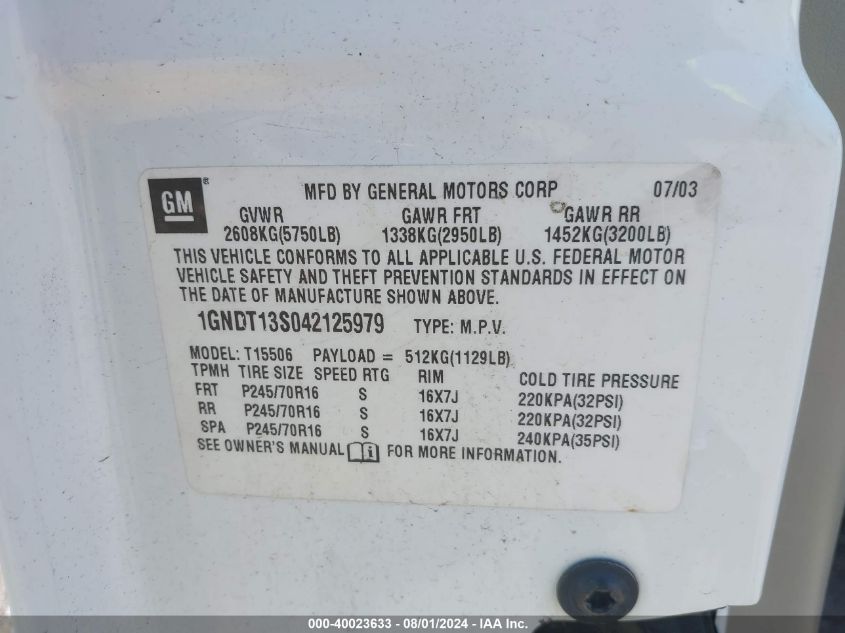 GM® MFD BY GENERAL MOTORS CORP 07/03
GVWR GAWR FRT GAWR RR
2608KG(5750LB) 1338KG(2950LB) 1452KG(3200LB)
THIS VEHICLE CONFORMS TO ALL APPLICABLE U.S. FEDERAL MOTOR
VEHICLE SAFETY AND THEFT PREVENTION STANDARDS IN EFFECT ON
THE DATE OF MANUFACTURE SHOWN ABOVE.
1GNDT13S042125979 TYPE: M.P.V.
MODEL: T15506 PAYLOAD = 512KG(1129LB)
TPMH TIRE SIZE SPEED RTG RIM COLD TIRE PRESSURE
FRT P245/70R16 S 16X7J 220KPA(32PSI)
RR P245/70R16 S 16X7J 220KPA(32PSI)
SPA P245/70R16 S 16X7J 240KPA(35PSI)
SEE OWNER'S MANUAL FOR MORE INFORMATION.
000-40023633 - 08/01/2024 - IAA Inc.